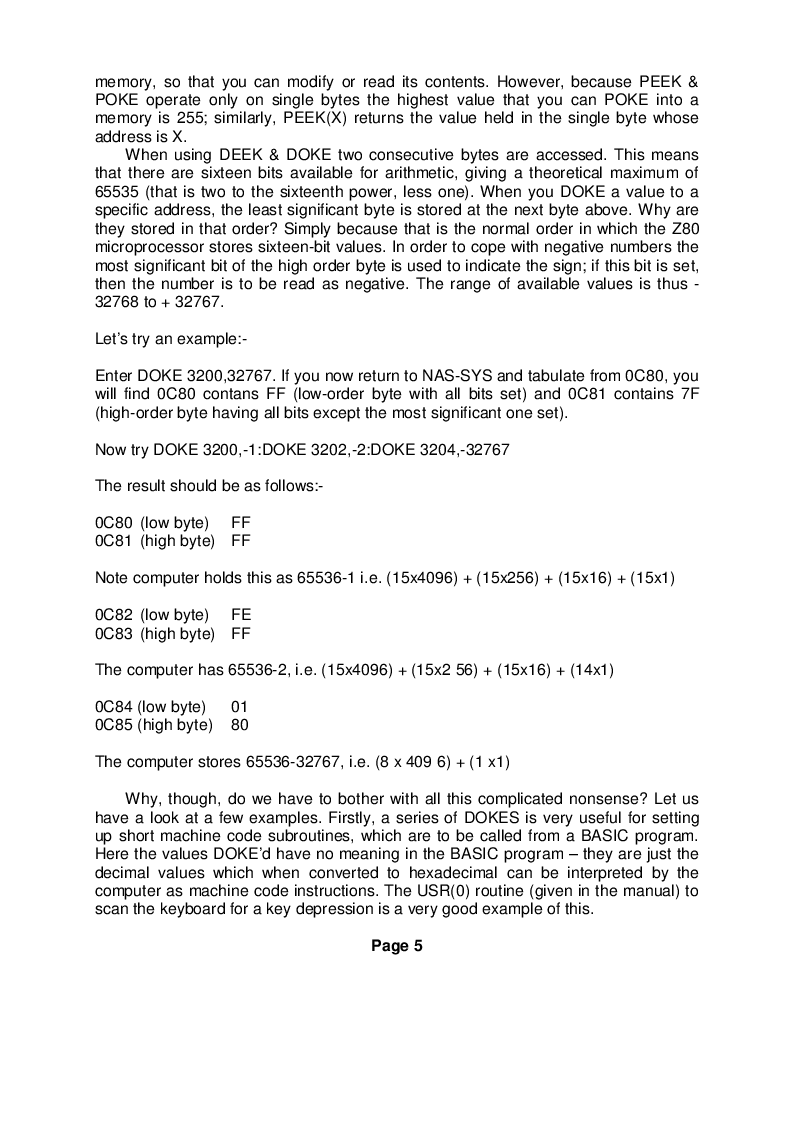 memory, so that you can modify or read its contents. However, because PEEK &
POKE operate only on single bytes the highest value that you can POKE into a
memory is 255; similarly, PEEK(X) returns the value held in the single byte whose
address is X.
When using DEEK & DOKE two consecutive bytes are accessed. This means
that there are sixteen bits available for arithmetic, giving a theoretical maximum of
65535 (that is two to the sixteenth power, less one). When you DOKE a value to a
specific address, the least significant byte is stored at the next byte above. Why are
they stored in that order? Simply because that is the normal order in which the Z80
microprocessor stores sixteen-bit values. In order to cope with negative numbers the
most significant bit of the high order byte is used to indicate the sign; if this bit is set,
then the number is to be read as negative. The range of available values is thus -
32768 to + 32767.
Let's try an example:-
Enter DOKE 3200,32767. If you now return to NAS-SYS and tabulate from 0C80, you
will find 0C80 contans FF (low-order byte with all bits set) and 0C81 contains 7F
(high-order byte having all bits except the most significant one set).
Now try DOKE 3200,-1:DOKE 3202,-2:DOKE 3204,-32767
The result should be as follows:-
0C80 (low byte) FF
0C81 (high byte) FF
Note computer holds this as 65536-1 i.e. (15x4096) + (15x256) + (15x16) + (15x1)
0C82 (low byte) FE
0C83 (high byte) FF
The computer has 65536-2, i.e. (15x4096) + (15x2 56) + (15x16) + (14x1)
0C84 (low byte) 01
0C85 (high byte) 80
The computer stores 65536-32767, i.e. (8 x 409 6) + (1 x1)
Why, though, do we have to bother with all this complicated nonsense? Let us
have a look at a few examples. Firstly, a series of DOKES is very useful for setting
up short machine code subroutines, which are to be called from a BASIC program.
Here the values DOKE'd have no meaning in the BASIC program – they are just the
decimal values which when converted to hexadecimal can be interpreted by the
computer as machine code instructions. The USR(0) routine (given in the manual) to
scan the keyboard for a key depression is a very good example of this.
Page 5